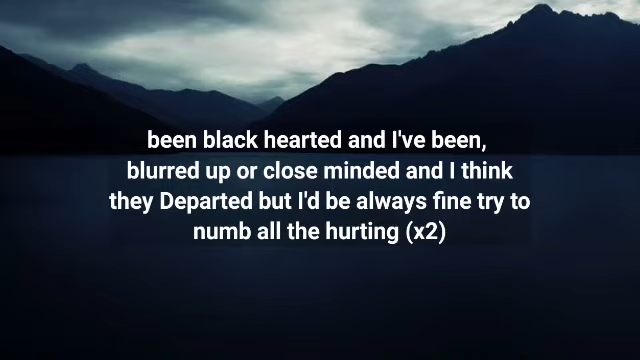 been black hearted and I've been,
blurred up or close minded and I think
they Departed but I'd be always fine try to
numb all the hurting (x2)